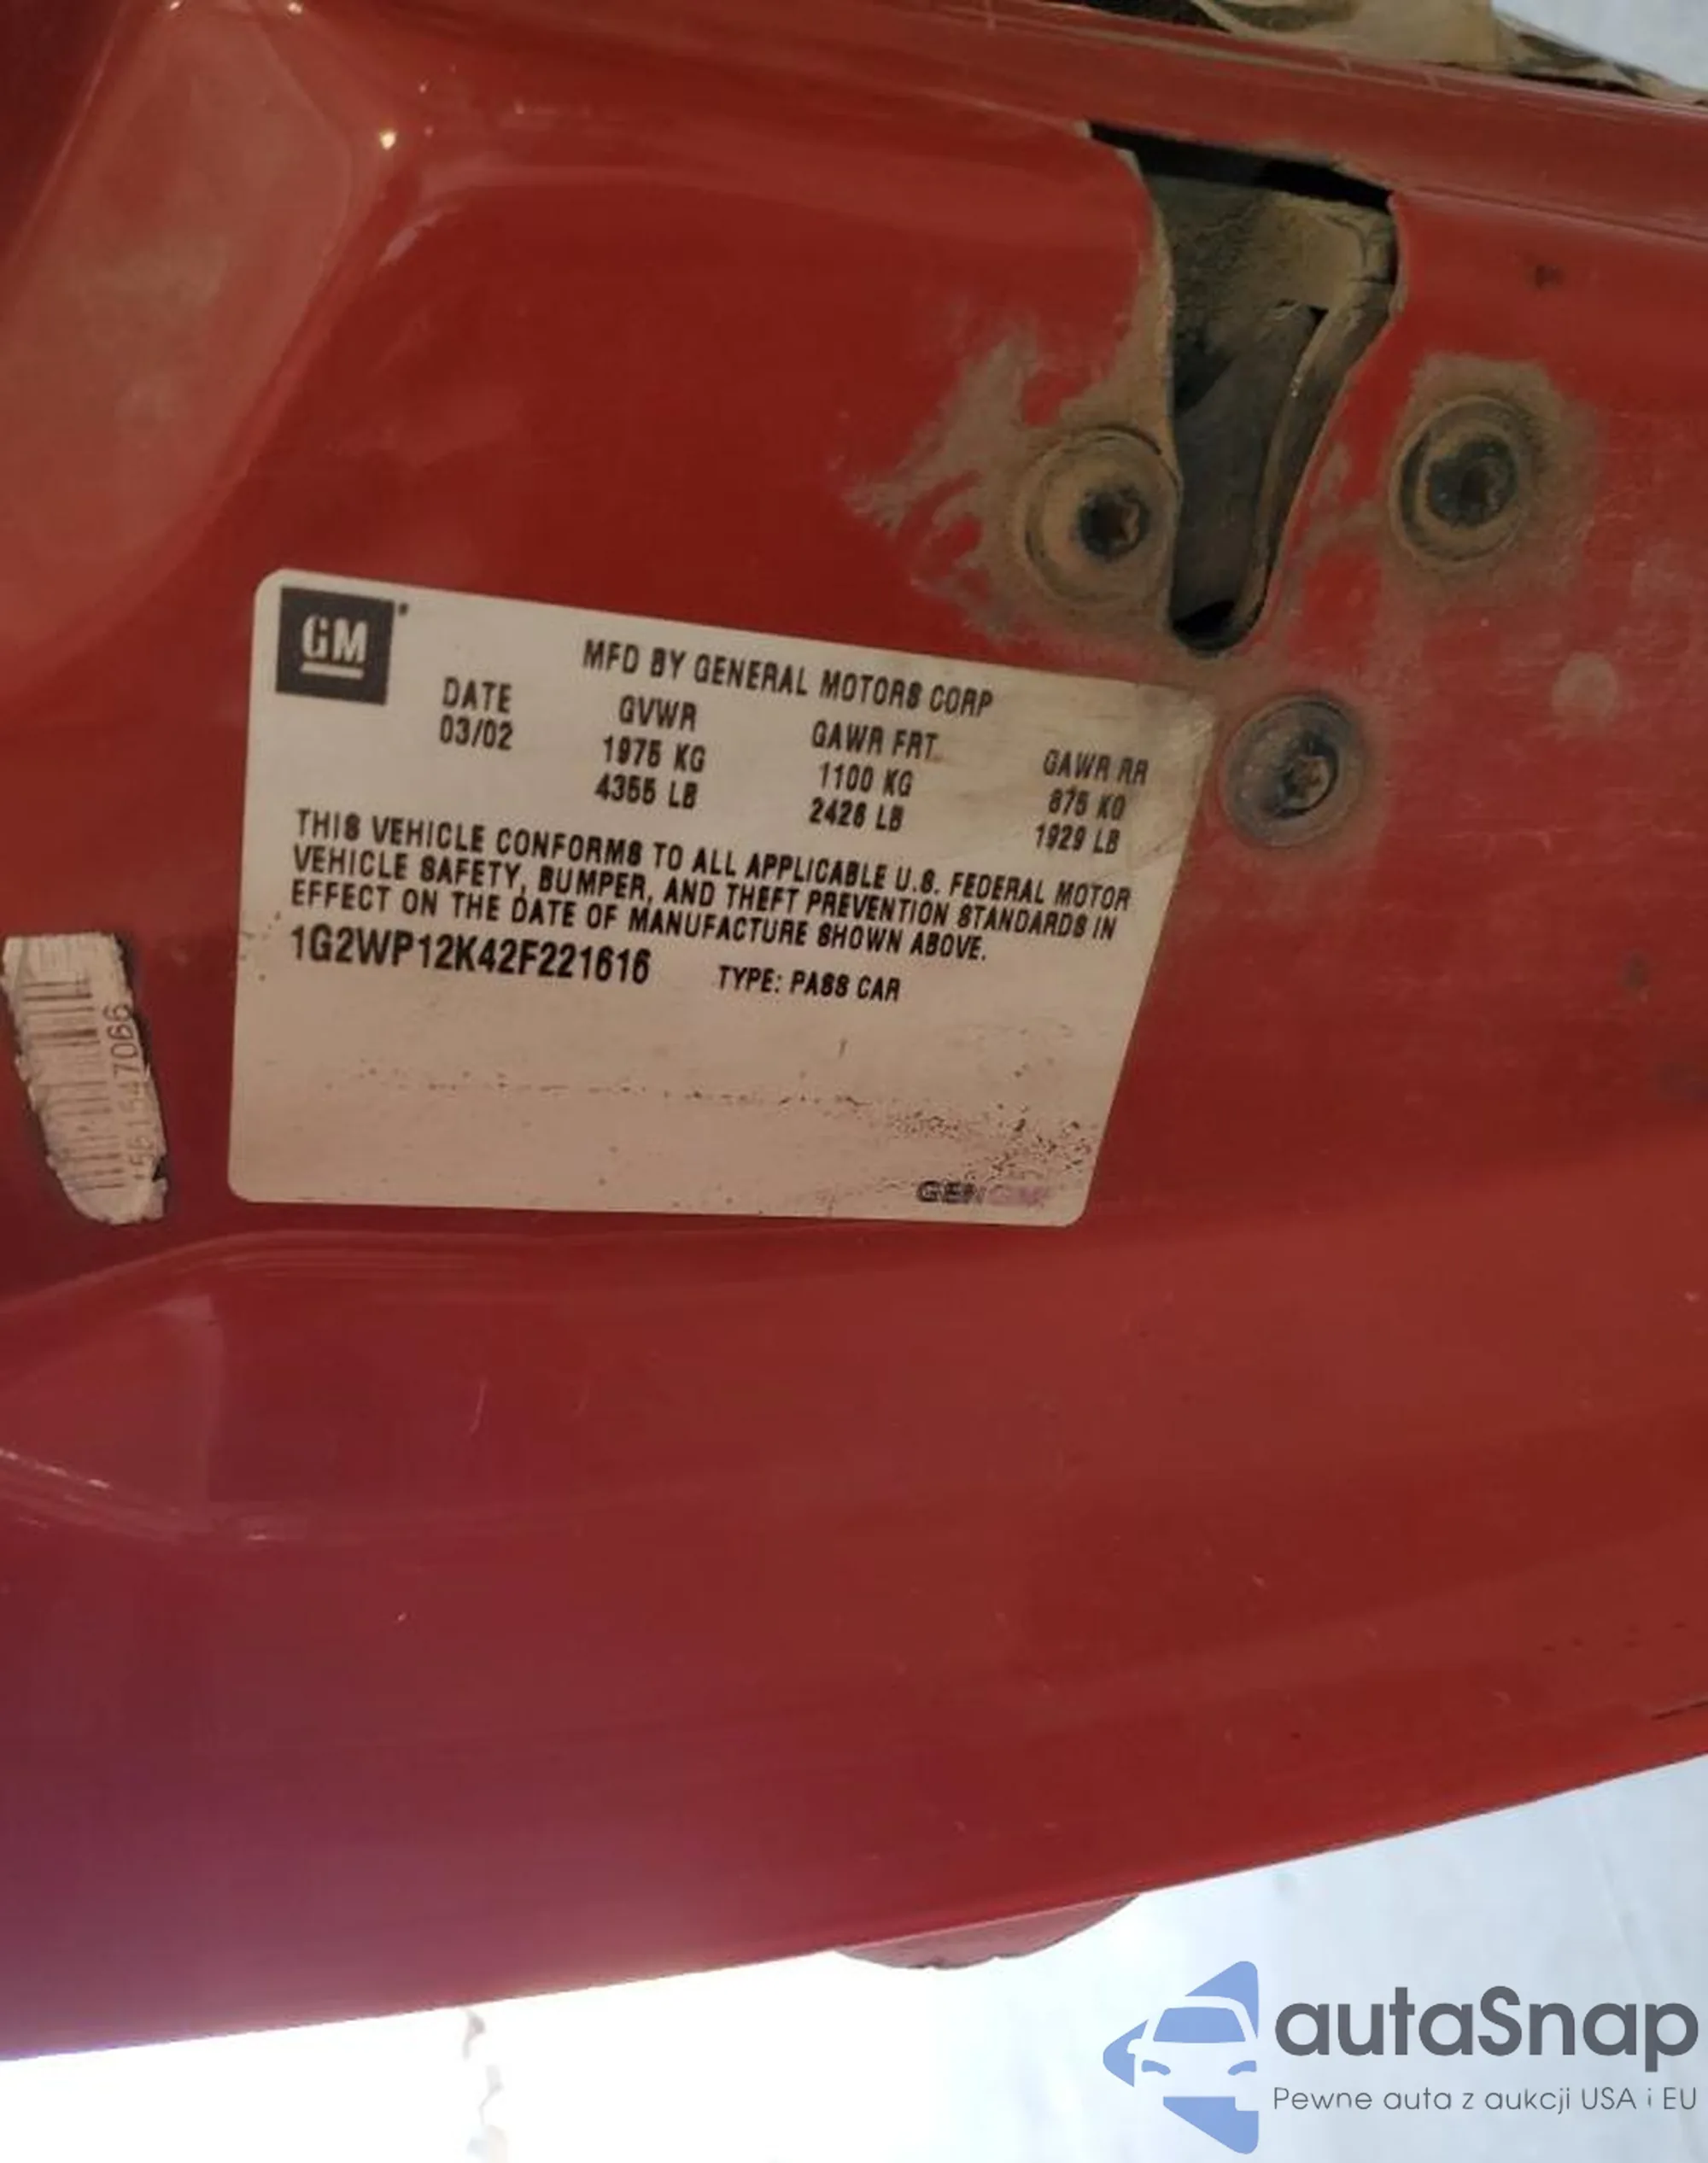 GM
MFD BY GENERAL MOTORS CORP
DATE GVWR GAWR FRT GAWR RR
03/02 1975 KG 1100 KG 875 KG
4355 LB 2426 LB 1929 LB
THIS VEHICLE CONFORMS TO ALL APPLICABLE U.S. FEDERAL MOTOR
VEHICLE SAFETY, BUMPER, AND THEFT PREVENTION STANDARDS IN
EFFECT ON THE DATE OF MANUFACTURE SHOWN ABOVE.
1G2WP12K42F221616 TYPE: PASS CAR
autaSnap
Pewne auta z aukcji USA i EU